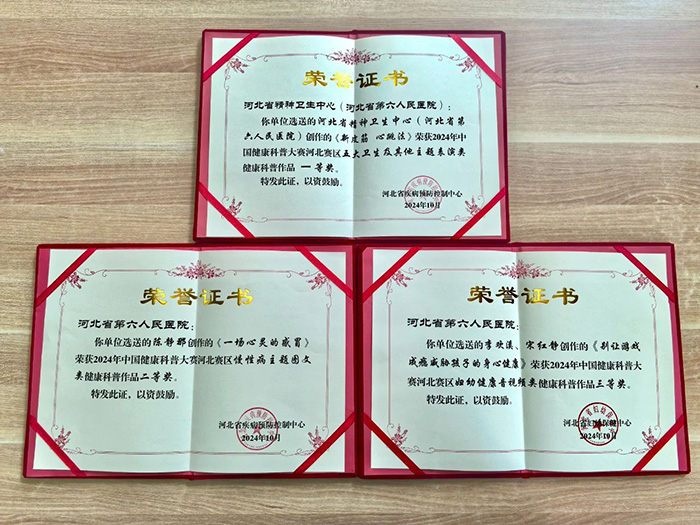 荣誉证书
河北省精神卫生中心（河北省第六人民医院）：
你单位选送的河北省精神卫生中心（河北省第
六人民医院）创作的《新皮筋 心跳法》荣获2024年中
国健康科普大赛河北赛区五大卫生及其他主题表演类
健康科普作品 一等奖。
特发此证，以资鼓励。
河北省疾病预防控制中心
2024年10月
荣誉证书
河北省第六人民医院：
你单位选送的陈静娜创作的《一场心灵的感冒》
荣获2024年中国健康科普大赛河北赛区慢性病主题图文
类健康科普作品二等奖。
特发此证，以资鼓励。
河北省疾病预防控制中心
2024年10月
荣誉证书
河北省第六人民医院：
你单位选送的李欢漠、宋红静创作的《别让游戏
成瘾威胁孩子的身心健康》荣获2024年中国健康科普大
赛河北赛区妇幼健康音视频类健康科普作品三等奖。
特发此证，以资鼓励。
河北省妇幼保健中心
2024年10月